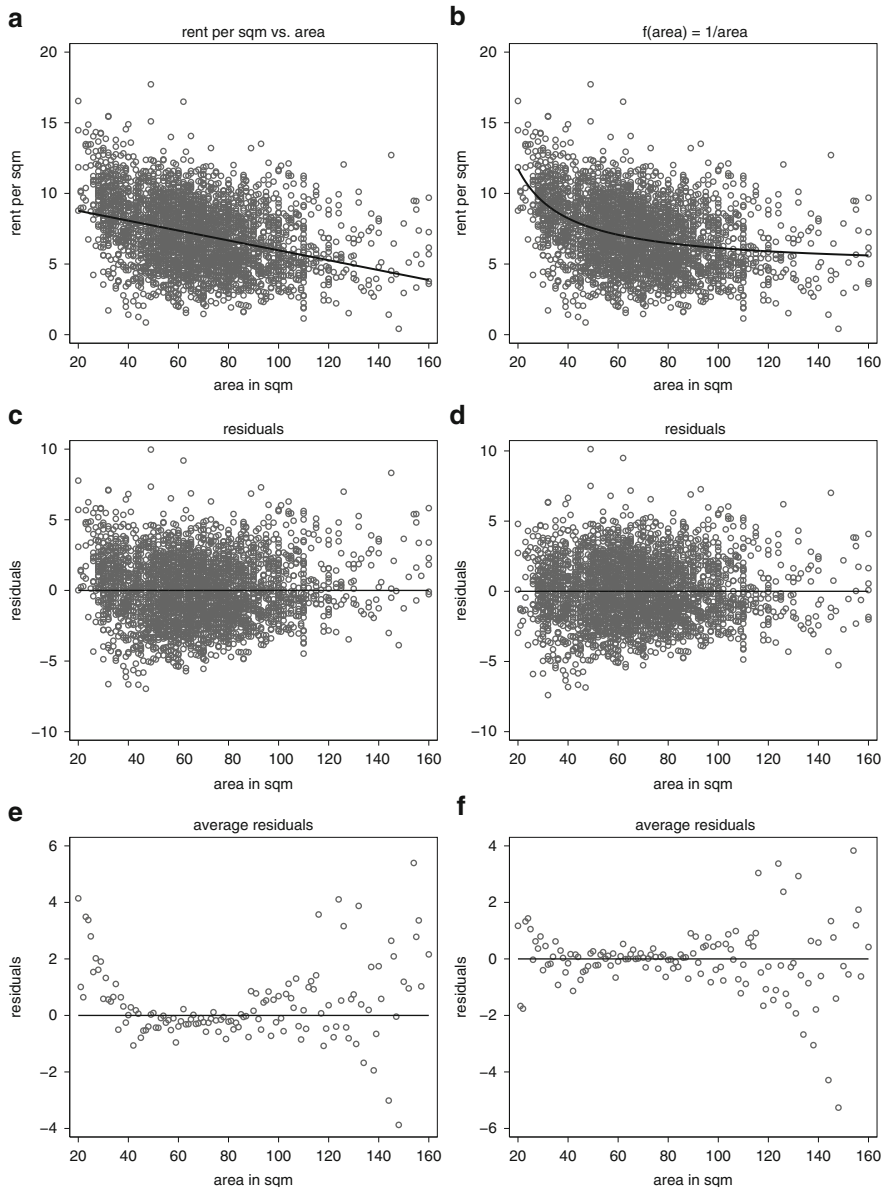 a
rent per sqm vs. area
20
15
10
5
0
rent per sqm
20 40 60 80 100 120 140 160
area in sqm
b
f(area) = 1/area
20
15
10
5
0
rent per sqm
20 40 60 80 100 120 140 160
area in sqm
c
residuals
10
5
0
−5
−10
residuals
20 40 60 80 100 120 140 160
area in sqm
d
residuals
10
5
0
−5
−10
residuals
20 40 60 80 100 120 140 160
area in sqm
e
average residuals
6
4
2
0
−2
−4
residuals
20 40 60 80 100 120 140 160
area in sqm
f
average residuals
4
2
0
−2
−4
−6
residuals
20 40 60 80 100 120 140 160
area in sqm